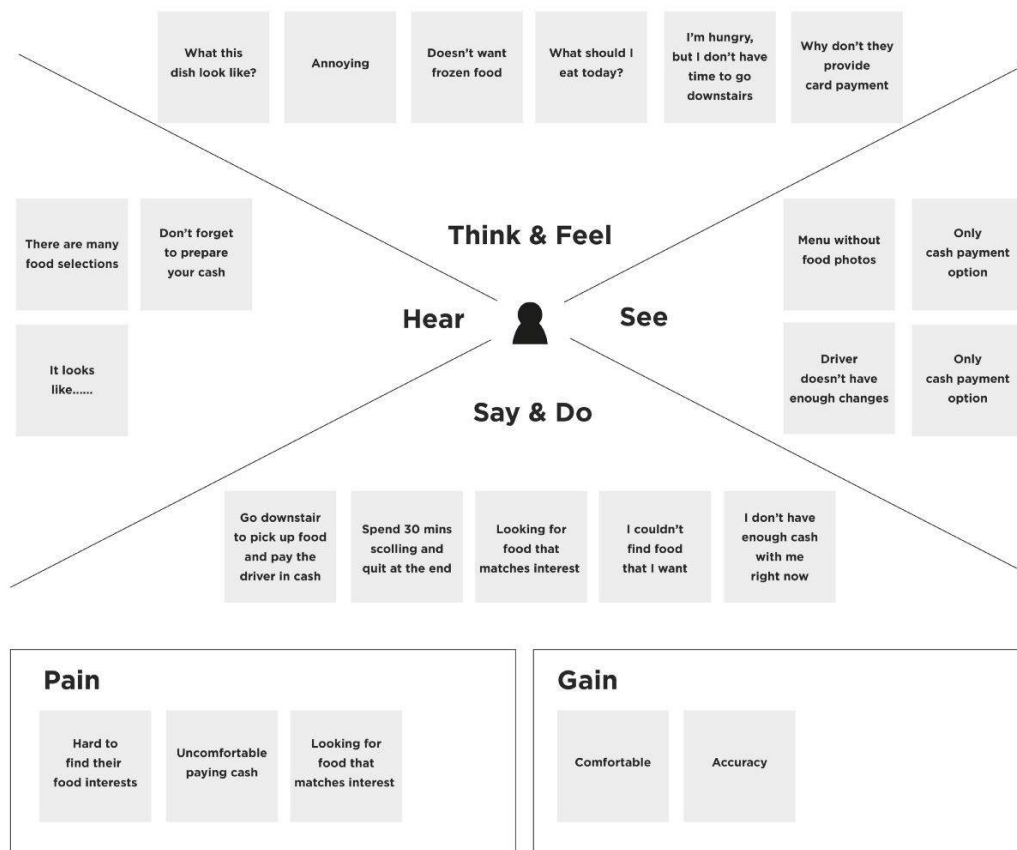 What this
dish look like?
Annoying
Doesn't want
frozen food
What should I
eat today?
I'm hungry,
but I don't have
time to go
downstairs
Why don't they
provide
card payment
Think & Feel
There are many
food selections
Don't forget
to prepare
your cash
It looks
like......
Hear
See
Menu without
food photos
Only
cash payment
option
Driver
doesn't have
enough changes
Only
cash payment
option
Say & Do
Go downstair
to pick up food
and pay the
driver in cash
Spend 30 mins
scolling and
quit at the end
Looking for
food that
matches interest
I couldn't
find food
that I want
I don't have
enough cash
with me
right now
Pain
Hard to
find their
food interests
Uncomfortable
paying cash
Looking for
food that
matches interest
Gain
Comfortable
Accuracy